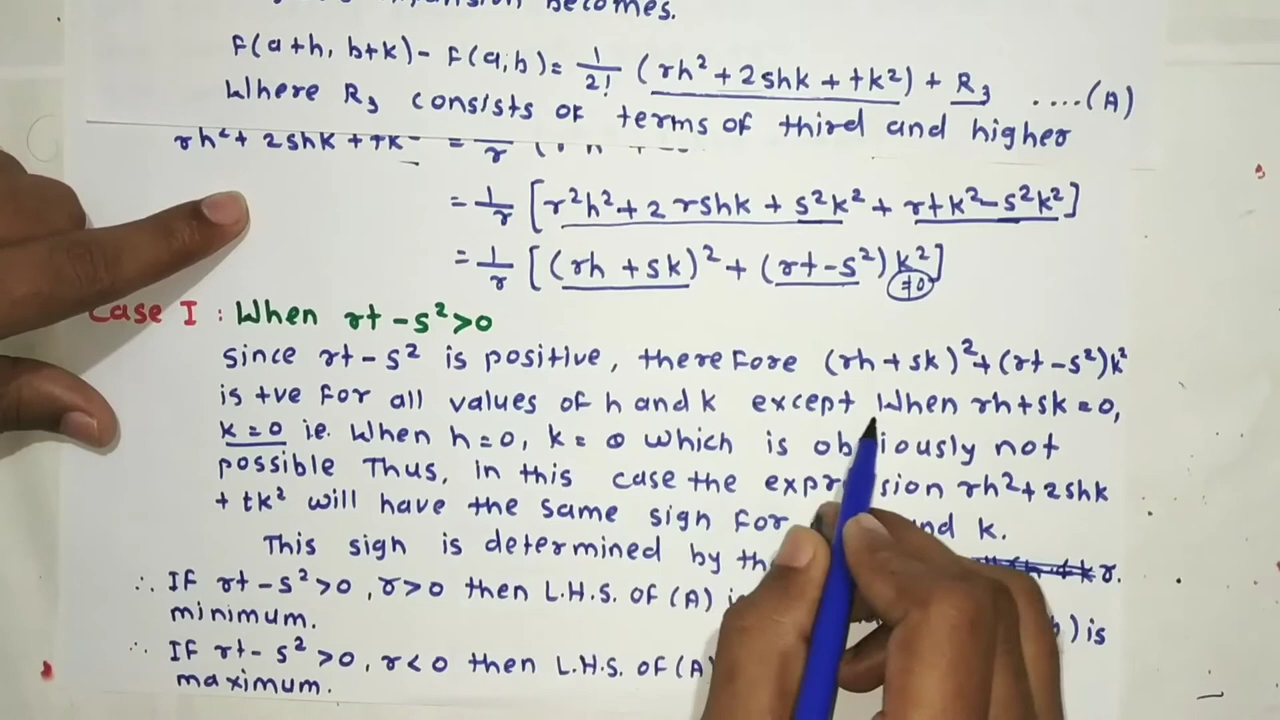 becomes.
F(a+h, b+k) - F(a,b) = 1/2! (rh² + 2shk + tk²) + R₃ ....(A)
Where R₃ consists of terms of third and higher
rh² + 2shk + tk² =
= 1/r [r²h² + 2rshk + s²k² + rtk² - s²k²]
= 1/r [(rh + sk)² + (rt - s²)k²]
≠0
Case I : When rt - s² > 0
Since rt - s² is positive, therefore (rh + sk)² + (rt - s²)k²
is +ve for all values of h and k except when rh + sk = 0,
k = 0 i.e. when h = 0, k = 0 which is obviously not
possible Thus, in this case the expression rh² + 2shk
+ tk² will have the same sign for k.
This sign is determined by r.
∴ If rt - s² > 0, r > 0 then L.H.S. of (A) ) is
minimum.
∴ If rt - s² > 0, r < 0 then L.H.S. of (A)
maximum.